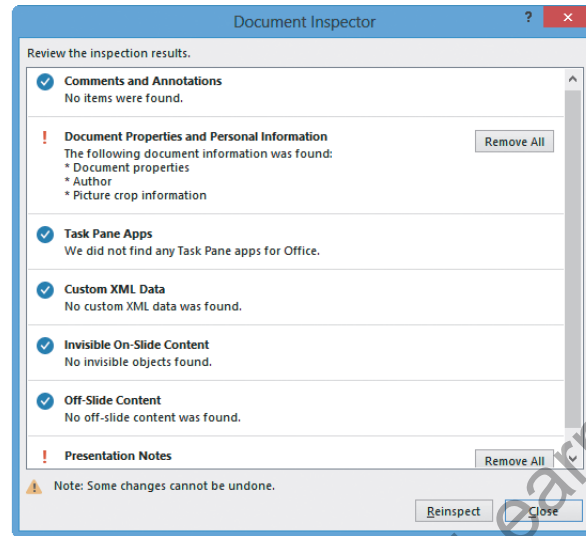 Document Inspector
?
x
Review the inspection results.
Comments and Annotations
No items were found.
! Document Properties and Personal Information
Remove All
The following document information was found:
* Document properties
* Author
* Picture crop information
Task Pane Apps
We did not find any Task Pane apps for Office.
Custom XML Data
No custom XML data was found.
Invisible On-Slide Content
No invisible objects found.
Off-Slide Content
No off-slide content was found.
! Presentation Notes
Remove All
Note: Some changes cannot be undone.
Reinspect Close